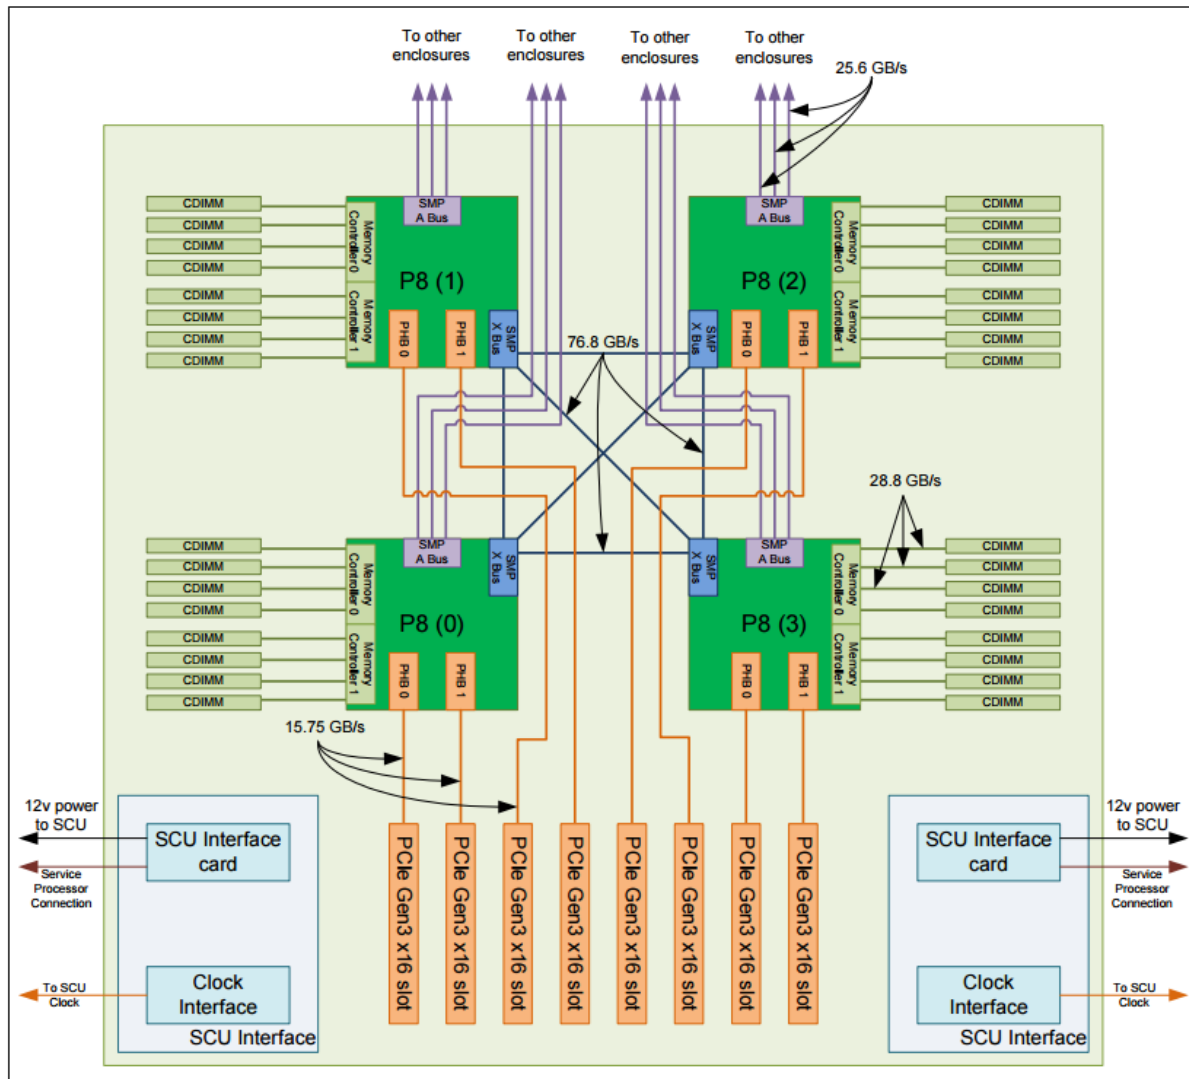 To other
enclosures
To other
enclosures
To other
enclosures
To other
enclosures
25.6 GB/s
CDIMM
CDIMM
CDIMM
CDIMM
CDIMM
CDIMM
CDIMM
CDIMM
Memory
Controller 0
Memory
Controller 1
SMP
A Bus
P8 (1)
PHB 0
PHB 1
SMP
X Bus
SMP
A Bus
P8 (2)
SMP
X Bus
PHB 0
PHB 1
Memory
Controller 0
Memory
Controller 1
CDIMM
CDIMM
CDIMM
CDIMM
CDIMM
CDIMM
CDIMM
CDIMM
76.8 GB/s
28.8 GB/s
CDIMM
CDIMM
CDIMM
CDIMM
CDIMM
CDIMM
CDIMM
CDIMM
Memory
Controller 0
Memory
Controller 1
SMP
A Bus
SMP
X Bus
P8 (0)
PHB 0
PHB 1
SMP
X Bus
SMP
A Bus
P8 (3)
PHB 0
PHB 1
Memory
Controller 0
Memory
Controller 1
CDIMM
CDIMM
CDIMM
CDIMM
CDIMM
CDIMM
CDIMM
CDIMM
15.75 GB/s
12v power
to SCU
Service
Processor
Connection
To SCU
Clock
SCU Interface
card
Clock
Interface
SCU Interface
PCIe Gen3 x16 slot
PCIe Gen3 x16 slot
PCIe Gen3 x16 slot
PCIe Gen3 x16 slot
PCIe Gen3 x16 slot
PCIe Gen3 x16 slot
PCIe Gen3 x16 slot
PCIe Gen3 x16 slot
SCU Interface
card
Clock
Interface
SCU Interface
12v power
to SCU
Service
Processor
Connection
To SCU
Clock